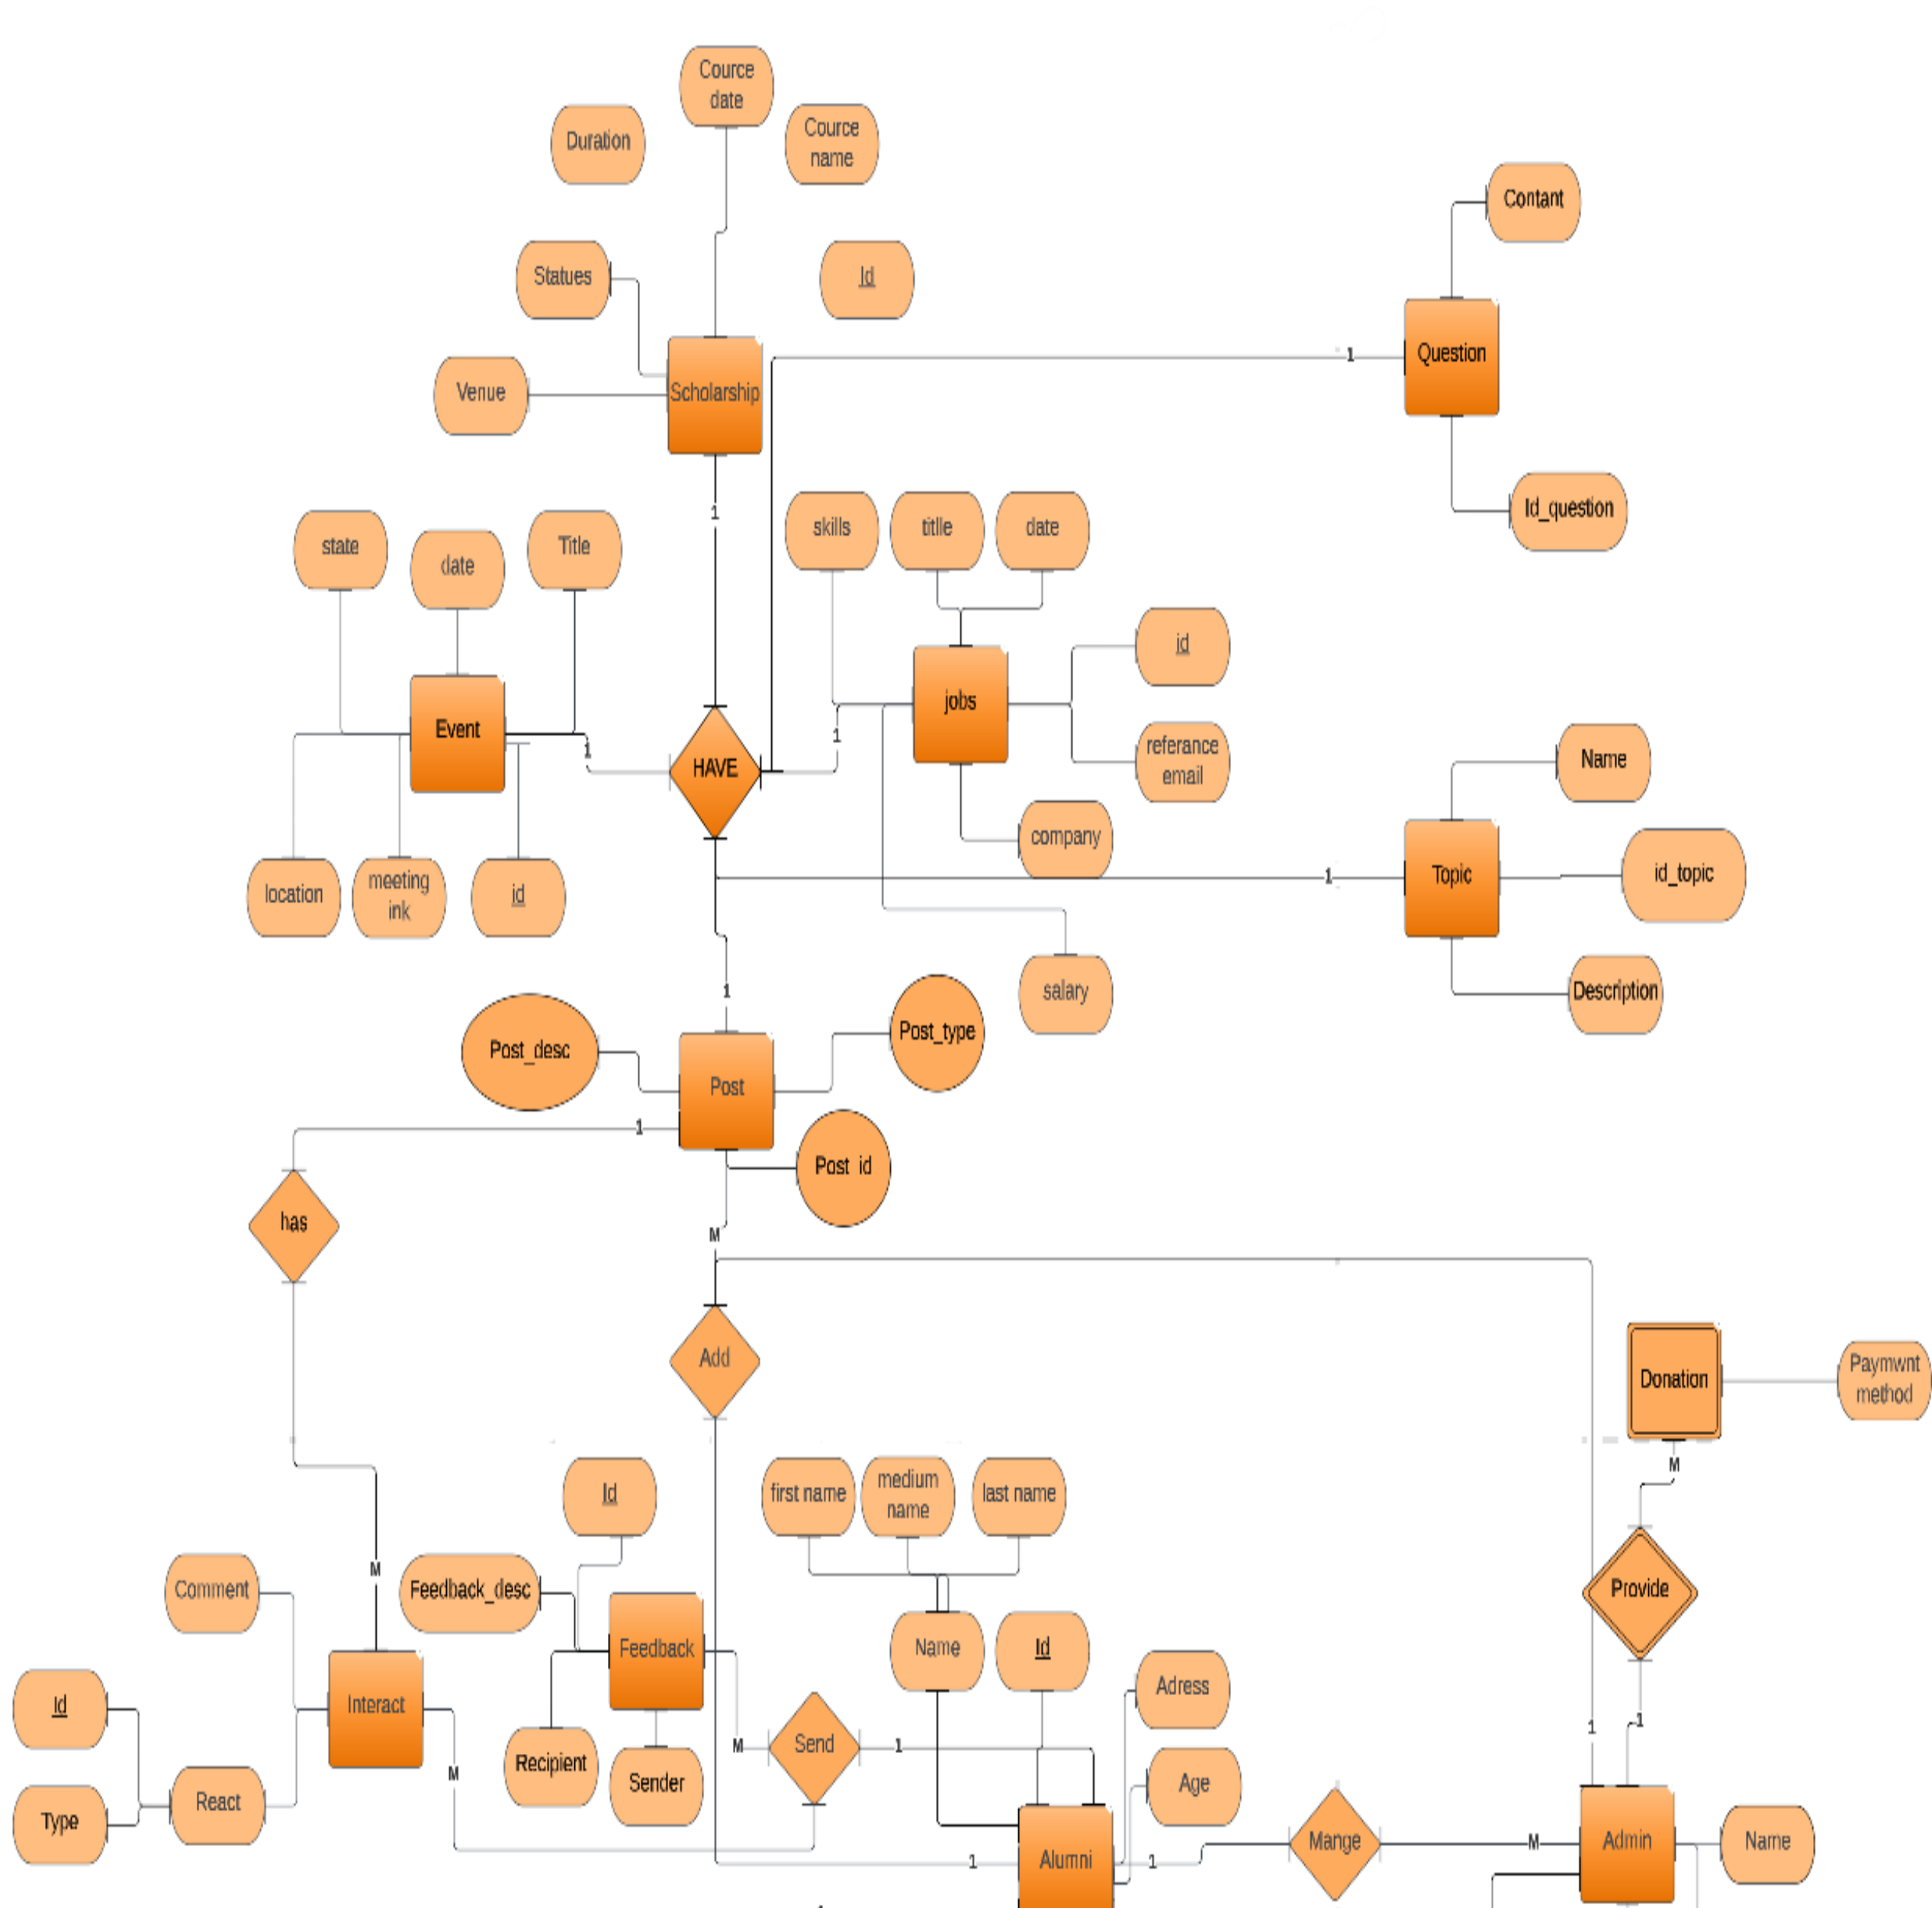 Cource
date
Duration
Cource
name
Contant
Statues
Id
Question
1
Venue
Scholarship
1
Id_question
skills
titlle
date
state
date
Title
id
jobs
Event
1
1
HAVE
referance
email
Name
company
location
meeting
ink
id
1
Topic
id_topic
salary
Description
1
Post_desc
Post_type
Post
1
Post_id
has
M
Add
Donation
Paymwnt
method
M
Id
first name
medium
name
last name
M
Comment
Feedback_desc
Provide
Feedback
Name
Id
Id
Interact
Adress
1
1
Send
M
1
Recipient
Sender
M
Age
React
Type
Alumni
1
1
Mange
M
Admin
Name